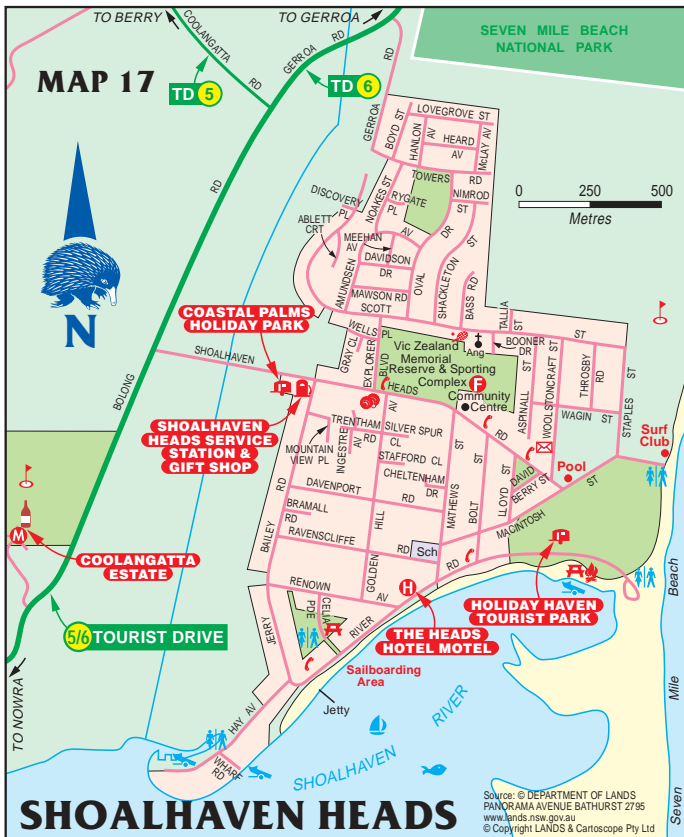 TO BERRY
TO GERROA
COOLANGATTA
RD
GERROA
RD
RD
GERROA
SEVEN MILE BEACH
NATIONAL PARK
MAP 17
TD 5
TD 6
LOVEGROVE ST
BOYD ST
HANLON
AV
HEARD
AV
McLAY AV
TOWERS
RD
NIMROD
ST
0 250 500
Metres
DISCOVERY
PL
NOAKES ST
RYGATE
PL
ABLETT
CRT
MEEHAN
AV
AV
DAVIDSON
DR
DR
OVAL
SHACKLETON
ST
AMUNDSEN
MAWSON RD
SCOTT
BASS RD
TALLIA
ST
ST
N
COASTAL PALMS
HOLIDAY PARK
WELLS
PL
GRAY CL
EXPLORER
BLVD
Vic Zealand
Memorial
Reserve & Sporting
Complex
F
Ang
BOONER
DR
Community
Centre
ASPINALL
ST
WOOLSTONCRAFT
ST
THROSBY
RD
STAPLES
ST
WAGIN
ST
SHOALHAVEN
HEADS
RD
RD
BOLONG
SHOALHAVEN
HEADS SERVICE
STATION &
GIFT SHOP
AV
TRENTHAM
RD
SILVER SPUR
CL
MOUNTAIN
VIEW PL
INGESTRE
AV
STAFFORD
CL
CHELTENHAM
DR
Surf
Club
Pool
DAVENPORT
RD
RD
BRAMALL
RD
HILL
MATHEWS
ST
BOLT
ST
LLOYD
ST
DAVID
BERRY ST
MACINTOSH
ST
RAVENSCLIFFE
RD
Sch
BAILEY
GOLDEN
RD
M
COOLANGATTA
ESTATE
RENOWN
AV
H
THE HEADS
HOTEL MOTEL
HOLIDAY HAVEN
TOURIST PARK
CELIA
PDE
JERRY
RIVER
5/6 TOURIST DRIVE
Sailboarding
Area
Jetty
TO NOWRA
HAY AV
WHARF
RD
SHOALHAVEN
RIVER
Beach
Mile
Seven
SHOALHAVEN HEADS
Source: © DEPARTMENT OF LANDS
PANORAMA AVENUE BATHURST 2795
www.lands.nsw.gov.au
© Copyright LANDS & Cartoscope Pty Ltd